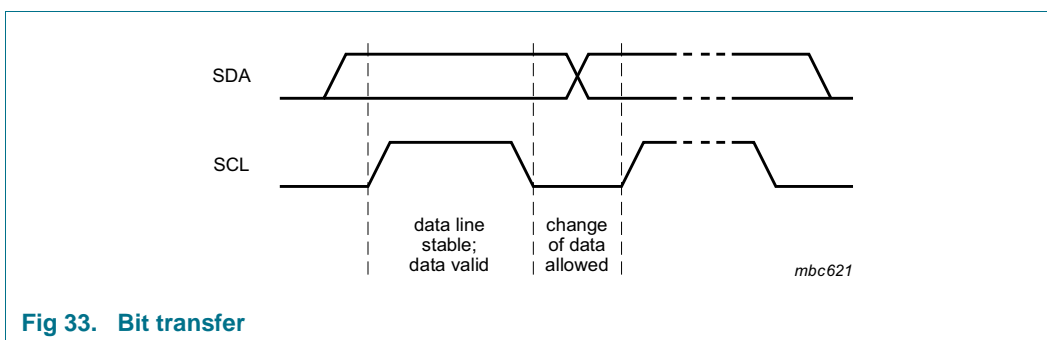 SDA
SCL
data line
stable;
data valid
change
of data
allowed
mbc621
Fig 33. Bit transfer